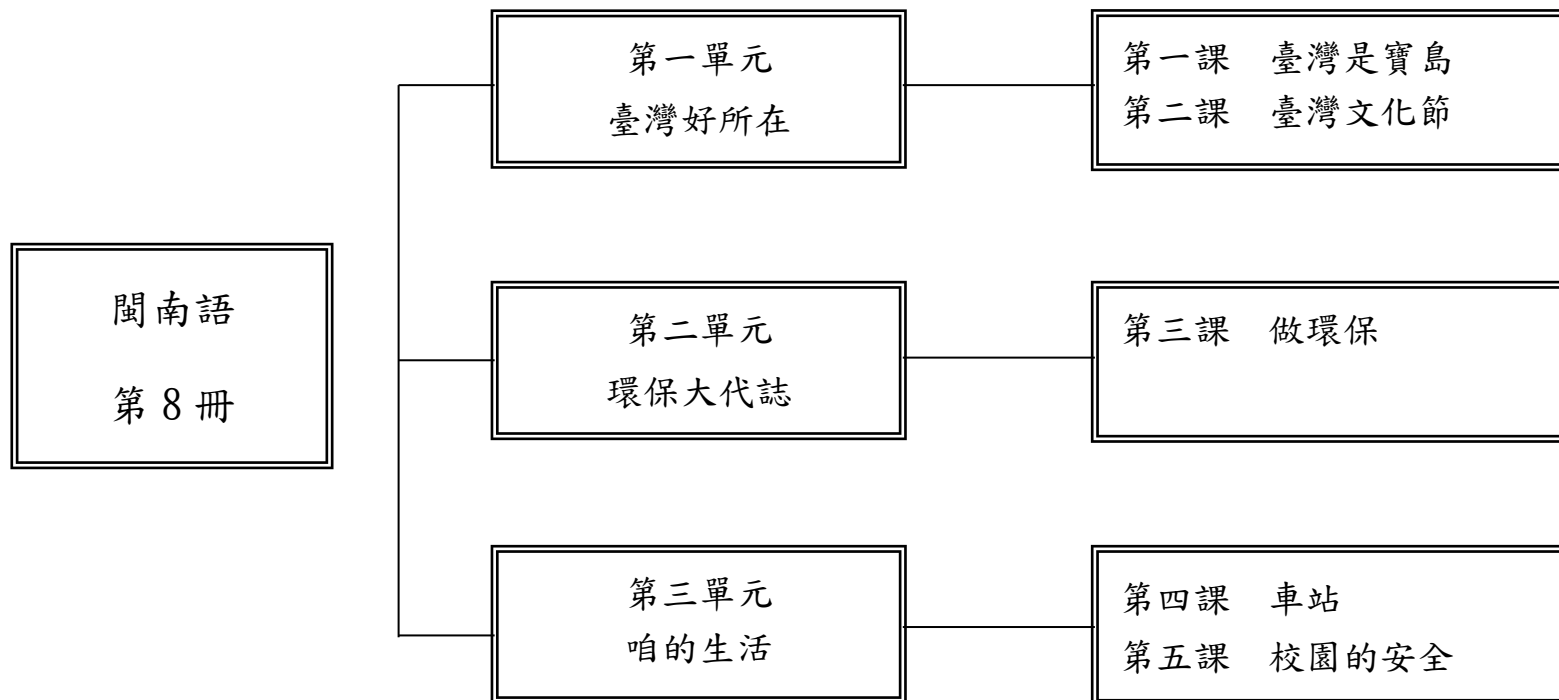 閩南語
第8冊
第一單元
臺灣好所在
第一課　臺灣是寶島
第二課　臺灣文化節
第二單元
環保大代誌
第三課　做環保
第三單元
咱的生活
第四課　車站
第五課　校園的安全